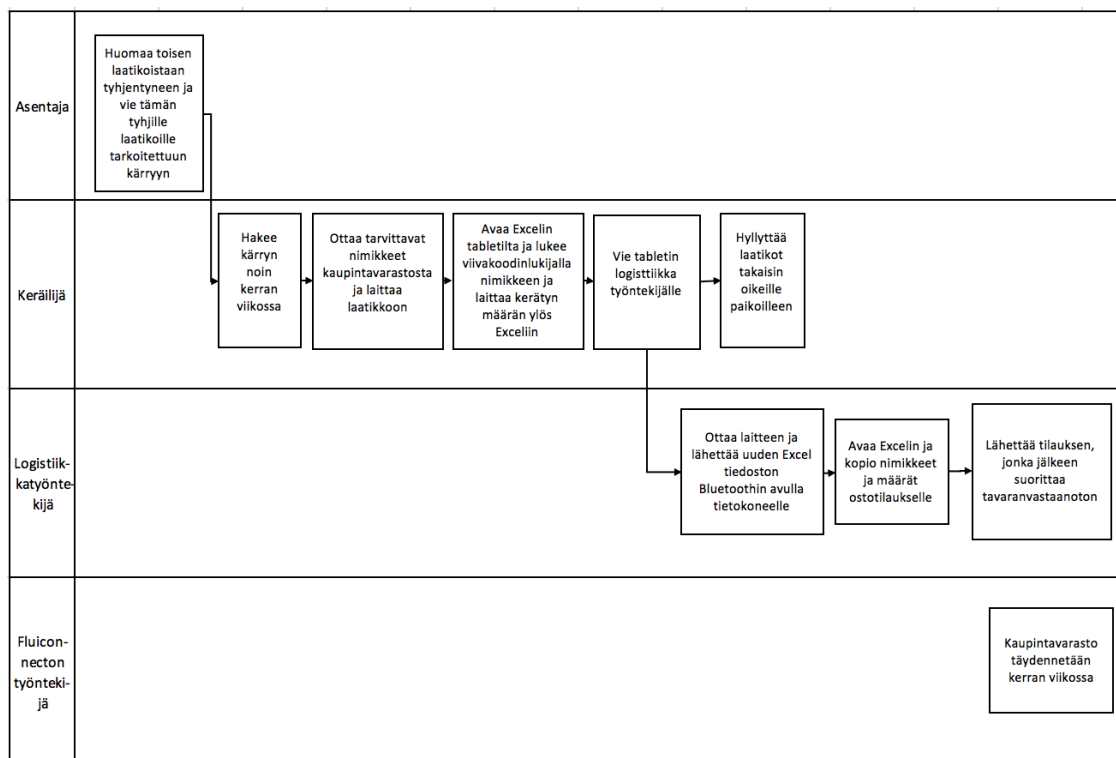 Asentaja
Huomaa toisen
laatikoistaan
tyhjentyneen ja
vie tämän
tyhjille
laatikoille
tarkoitettuun
kärryyn
Keräilijä
Hakee
kärryn
noin
kerran
viikossa
Ottaa tarvittavat
nimikkeet
kaupintavarastosta
ja laittaa
laatikkoon
Avaa Excelin
tabletilta ja lukee
viivakoodinlukijalla
nimikkeen ja
laittaa kerätyn
määrän ylös
Exceliin
Vie tabletin
logisttiikka
työntekijälle
Hyllyttää
laatikot
takaisin
oikeille
paikoilleen
Logistiik-
katyönte-
kijä
Ottaa laitteen ja
lähettää uuden Excel
tiedoston
Bluetoothin avulla
tietokoneelle
Avaa Excelin ja
kopio nimikkeet
ja määrät
ostotilaukselle
Lähettää tilauksen,
jonka jälkeen
suorittaa
tavaranvastaanoton
Fluicon-
necton
työnteki-
jä
Kaupintavarasto
täydennetään
kerran viikossa